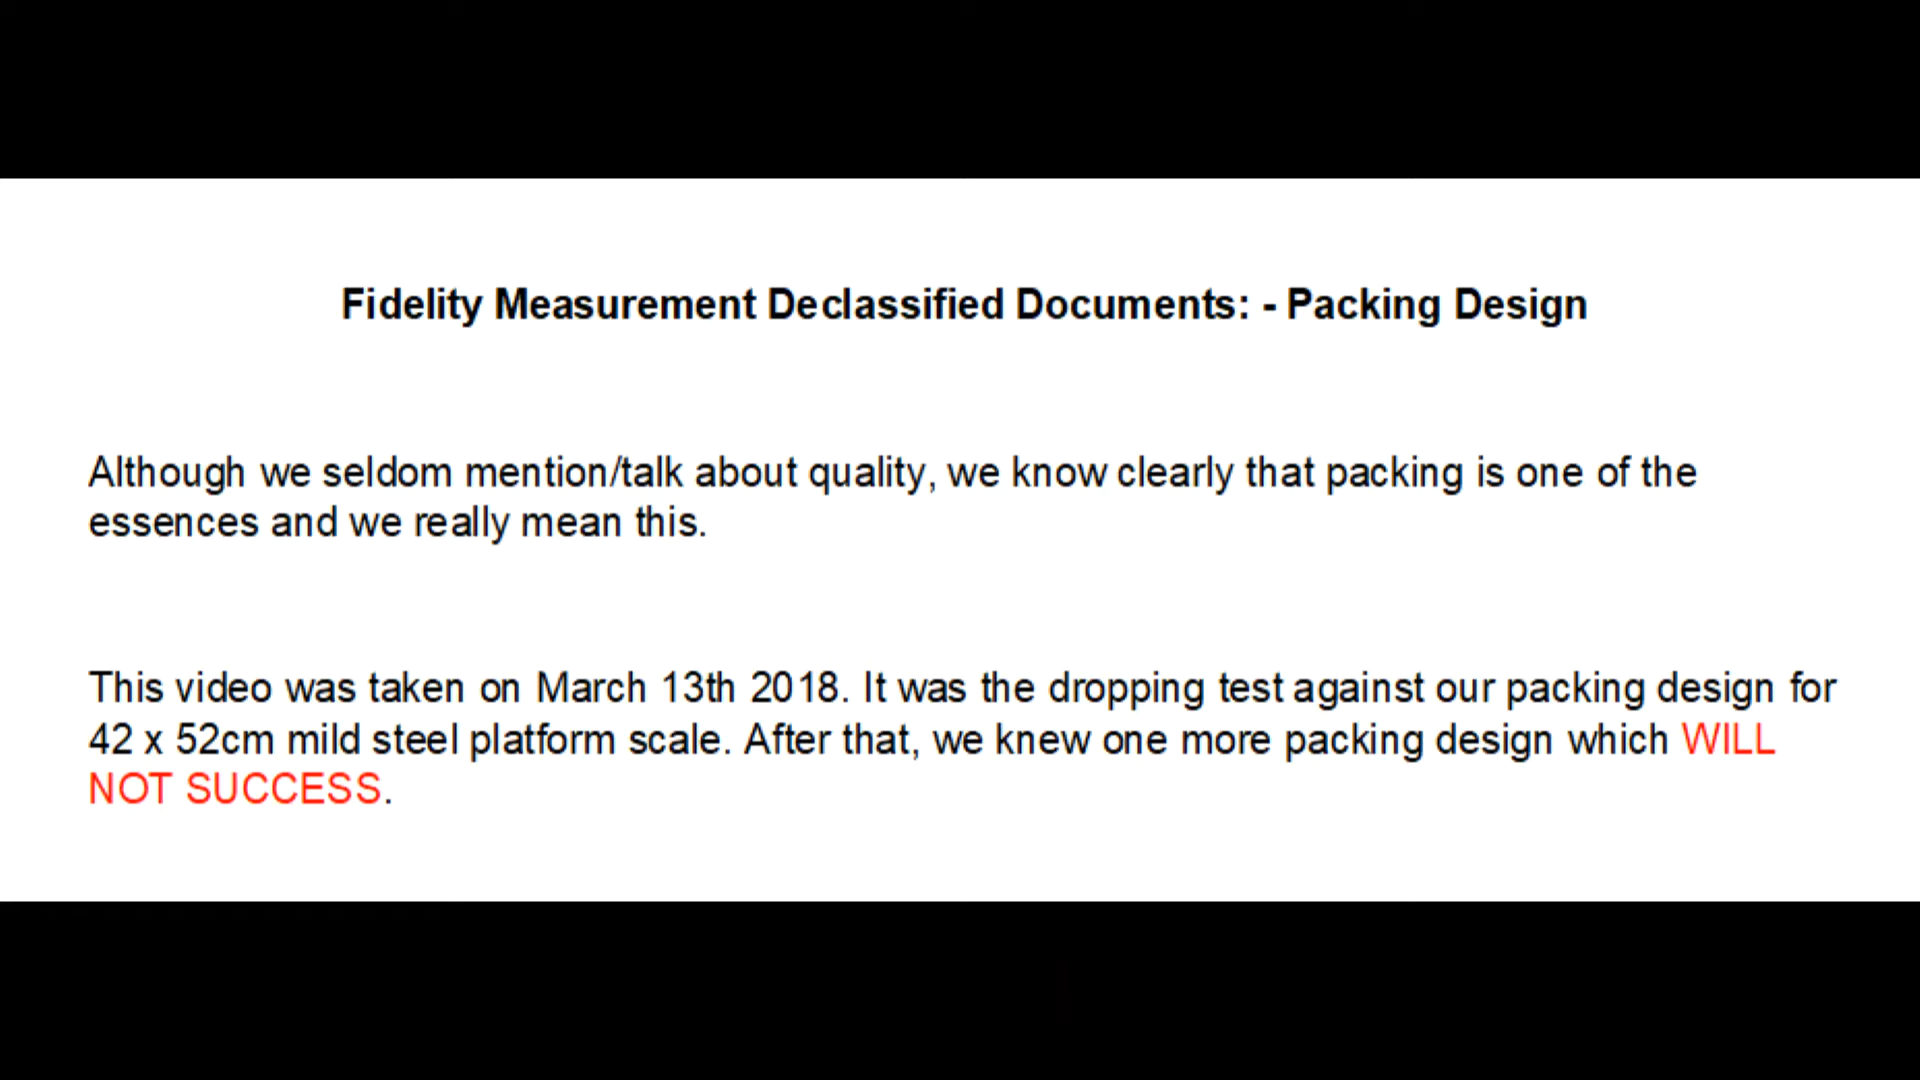 Fidelity Measurement Declassified Documents: - Packing Design
Although we seldom mention/talk about quality, we know clearly that packing is one of the
essences and we really mean this.
This video was taken on March 13th 2018. It was the dropping test against our packing design for
42 x 52cm mild steel platform scale. After that, we knew one more packing design which WILL
NOT SUCCESS.